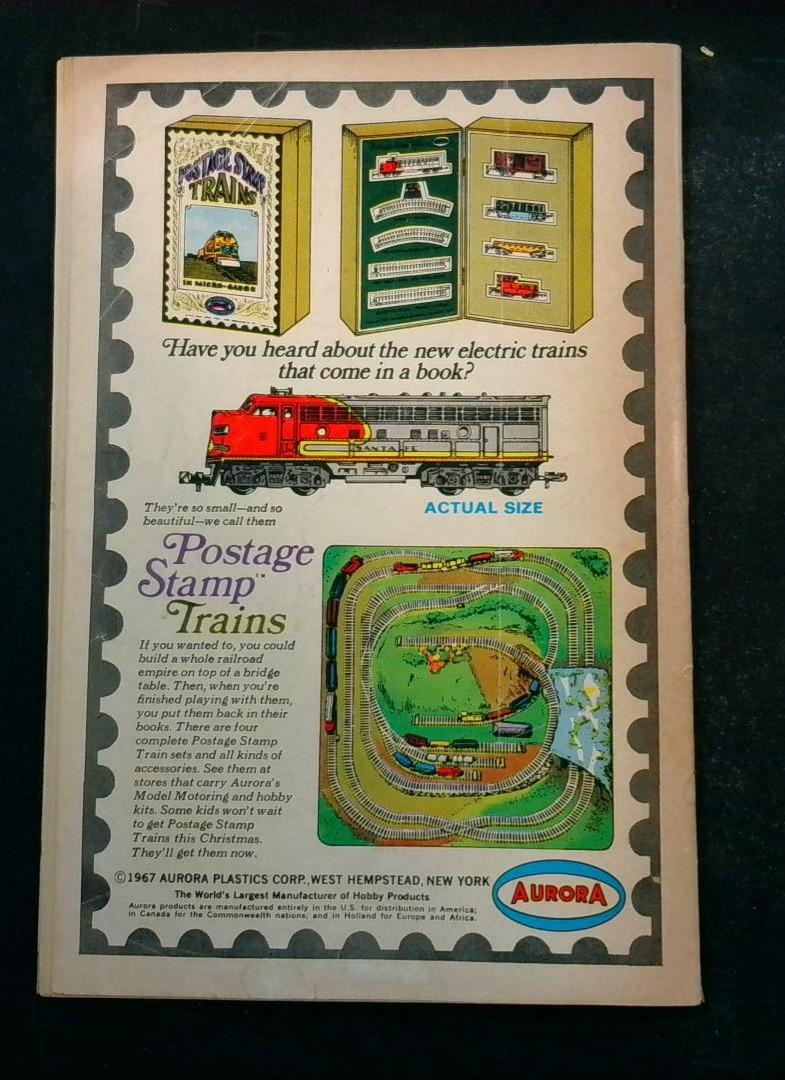 POSTAGE STAMP
TRAINS
IN MICRO-GAUGE
Have you heard about the new electric trains
that come in a book?
SANTA FE
They're so small—and so
beautiful—we call them
ACTUAL SIZE
Postage
Stamp™
Trains
If you wanted to, you could
build a whole railroad
empire on top of a bridge
table. Then, when you're
finished playing with them,
you put them back in their
books. There are four
complete Postage Stamp
Train sets and all kinds of
accessories. See them at
stores that carry Aurora's
Model Motoring and hobby
kits. Some kids won't wait
to get Postage Stamp
Trains this Christmas.
They'll get them now.
©1967 AURORA PLASTICS CORP., WEST HEMPSTEAD, NEW YORK
The World's Largest Manufacturer of Hobby Products
Aurora products are manufactured entirely in the U.S. for distribution in America;
in Canada for the Commonwealth nations; and in Holland for Europe and Africa.
AURORA